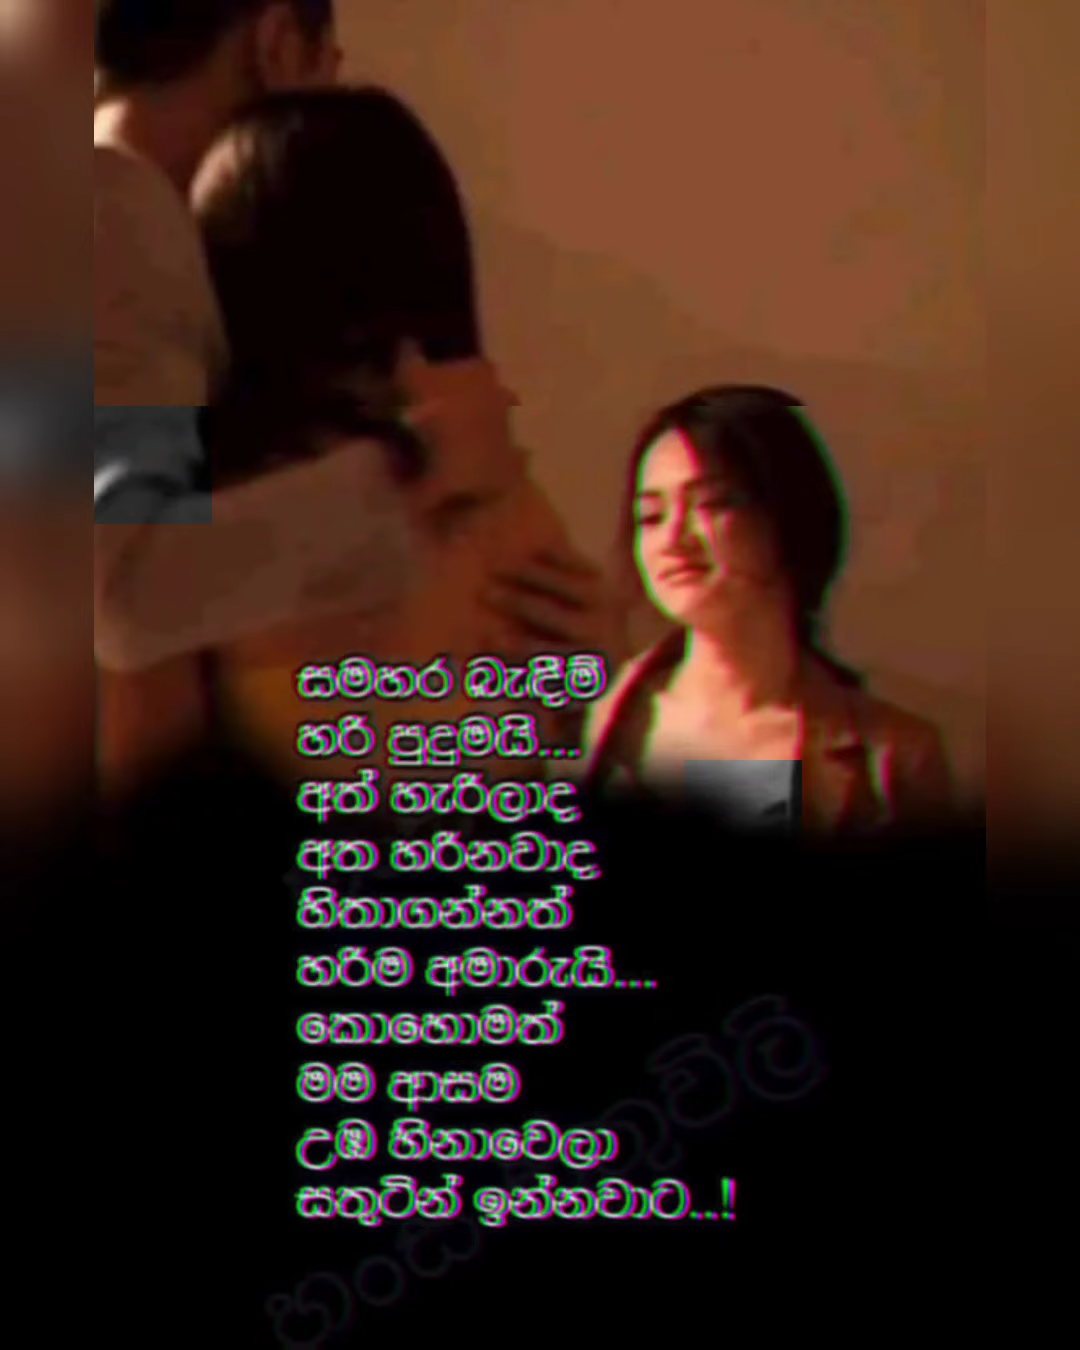 සමහර බැඳීම්
හරි පුදුමයි....
අත් හැරිලාද
අත හරිනවාද
හිතාගන්නත්
හරිම අමාරුයි....
කොහොමත්
මම ආසම
උඹ හිනාවෙලා
සතුටින් ඉන්නවාට...!